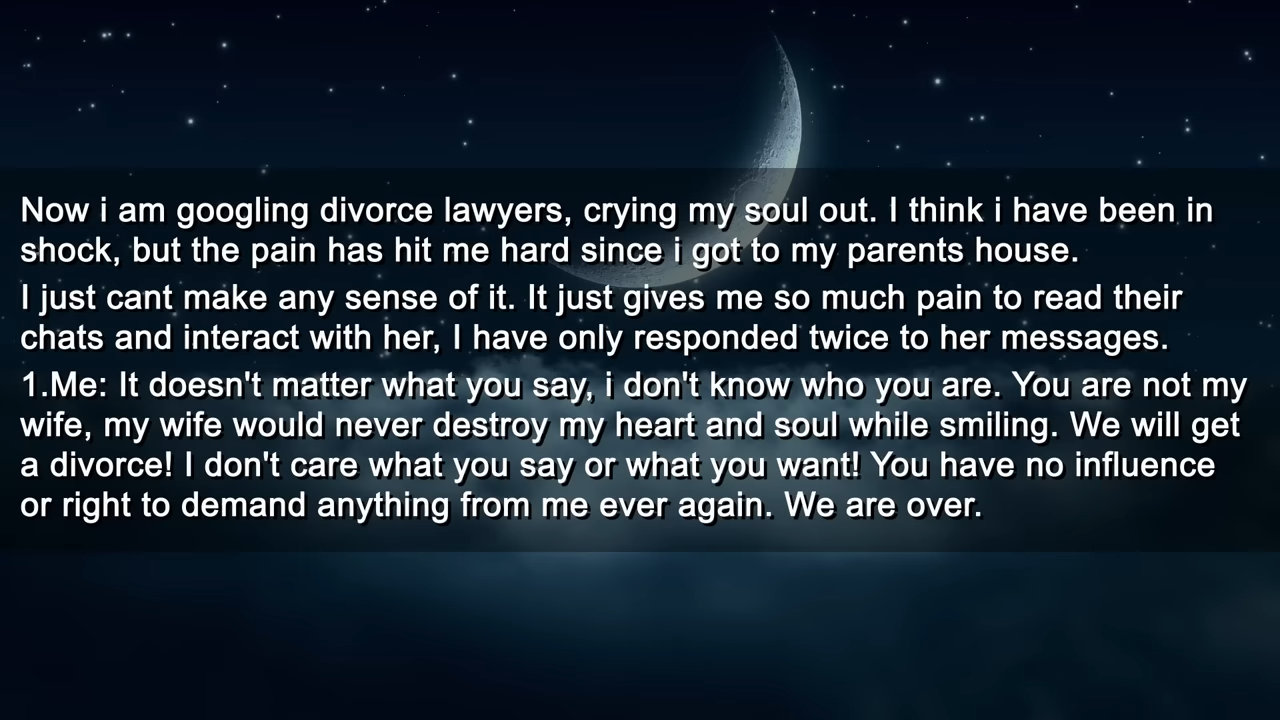 Now i am googling divorce lawyers, crying my soul out. I think i have been in
shock, but the pain has hit me hard since i got to my parents house.
I just cant make any sense of it. It just gives me so much pain to read their
chats and interact with her, I have only responded twice to her messages.
1.Me: It doesn't matter what you say, i don't know who you are. You are not my
wife, my wife would never destroy my heart and soul while smiling. We will get
a divorce! I don't care what you say or what you want! You have no influence
or right to demand anything from me ever again. We are over.